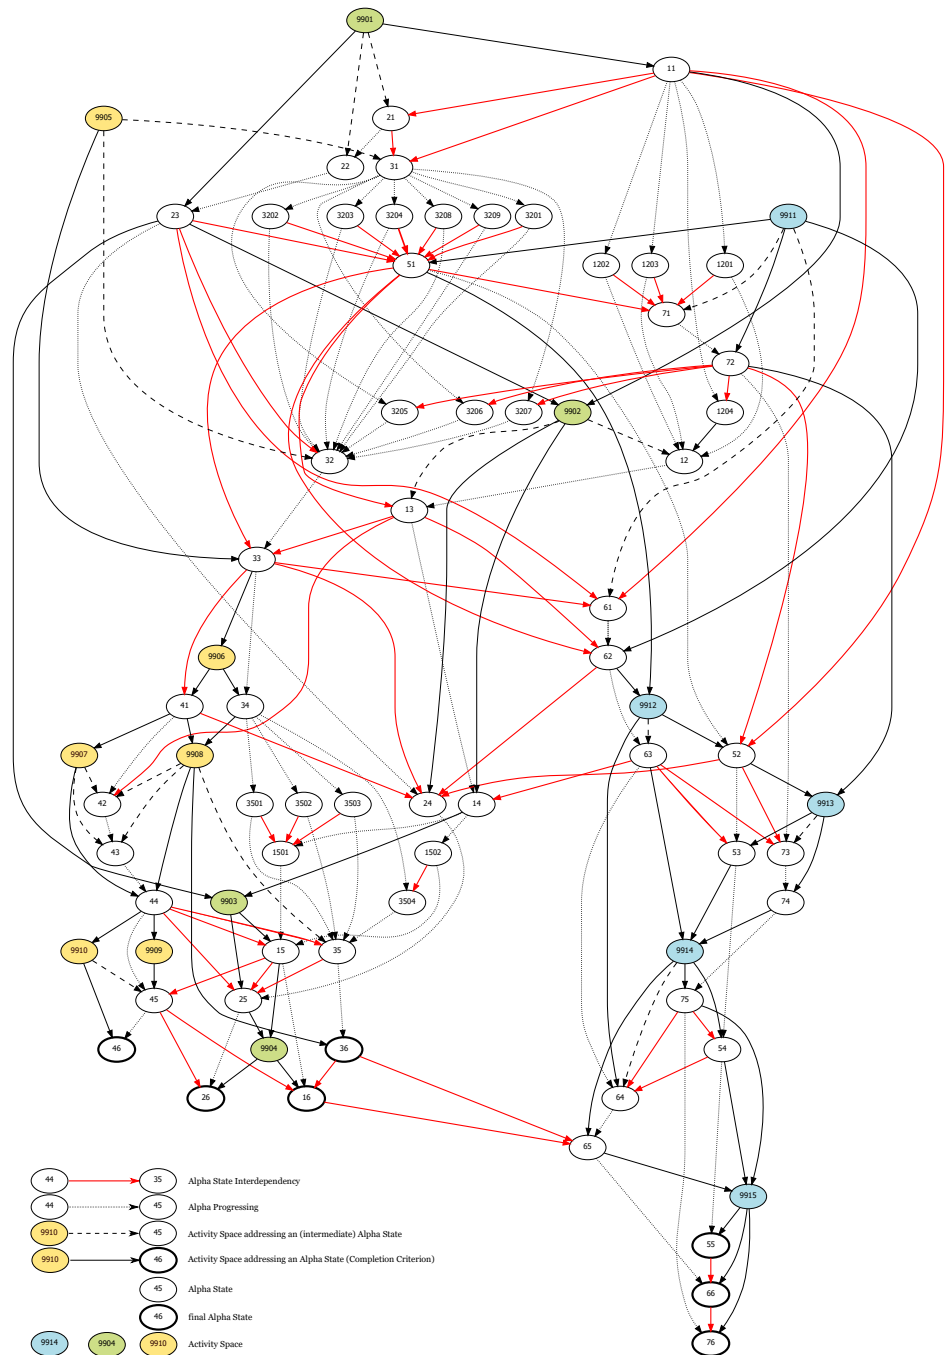 9901
11
9905
21
22 31
23 3202 3203 3204 3208 3209 3201 9911
51 1202 1203 1201
71
72
3205 3206 3207 9902 1204
32 12
13
33
61
9906 62
41 34 9912
9907 9908 63 52
42 3501 3502 3503 24 14 9913
43 1501 1502 53 73
44 9903 3504 74
9910 9909 15 35 9914
45 25 75
46 9904 36 54
26 16 64
65
44 35 Alpha State Interdependency
44 45 Alpha Progressing
9915
9910 45 Activity Space addressing an (intermediate) Alpha State
55
9910 46 Activity Space addressing an Alpha State (Completion Criterion)
45 Alpha State
66
46 final Alpha State
9914 9904 9910 Activity Space
76